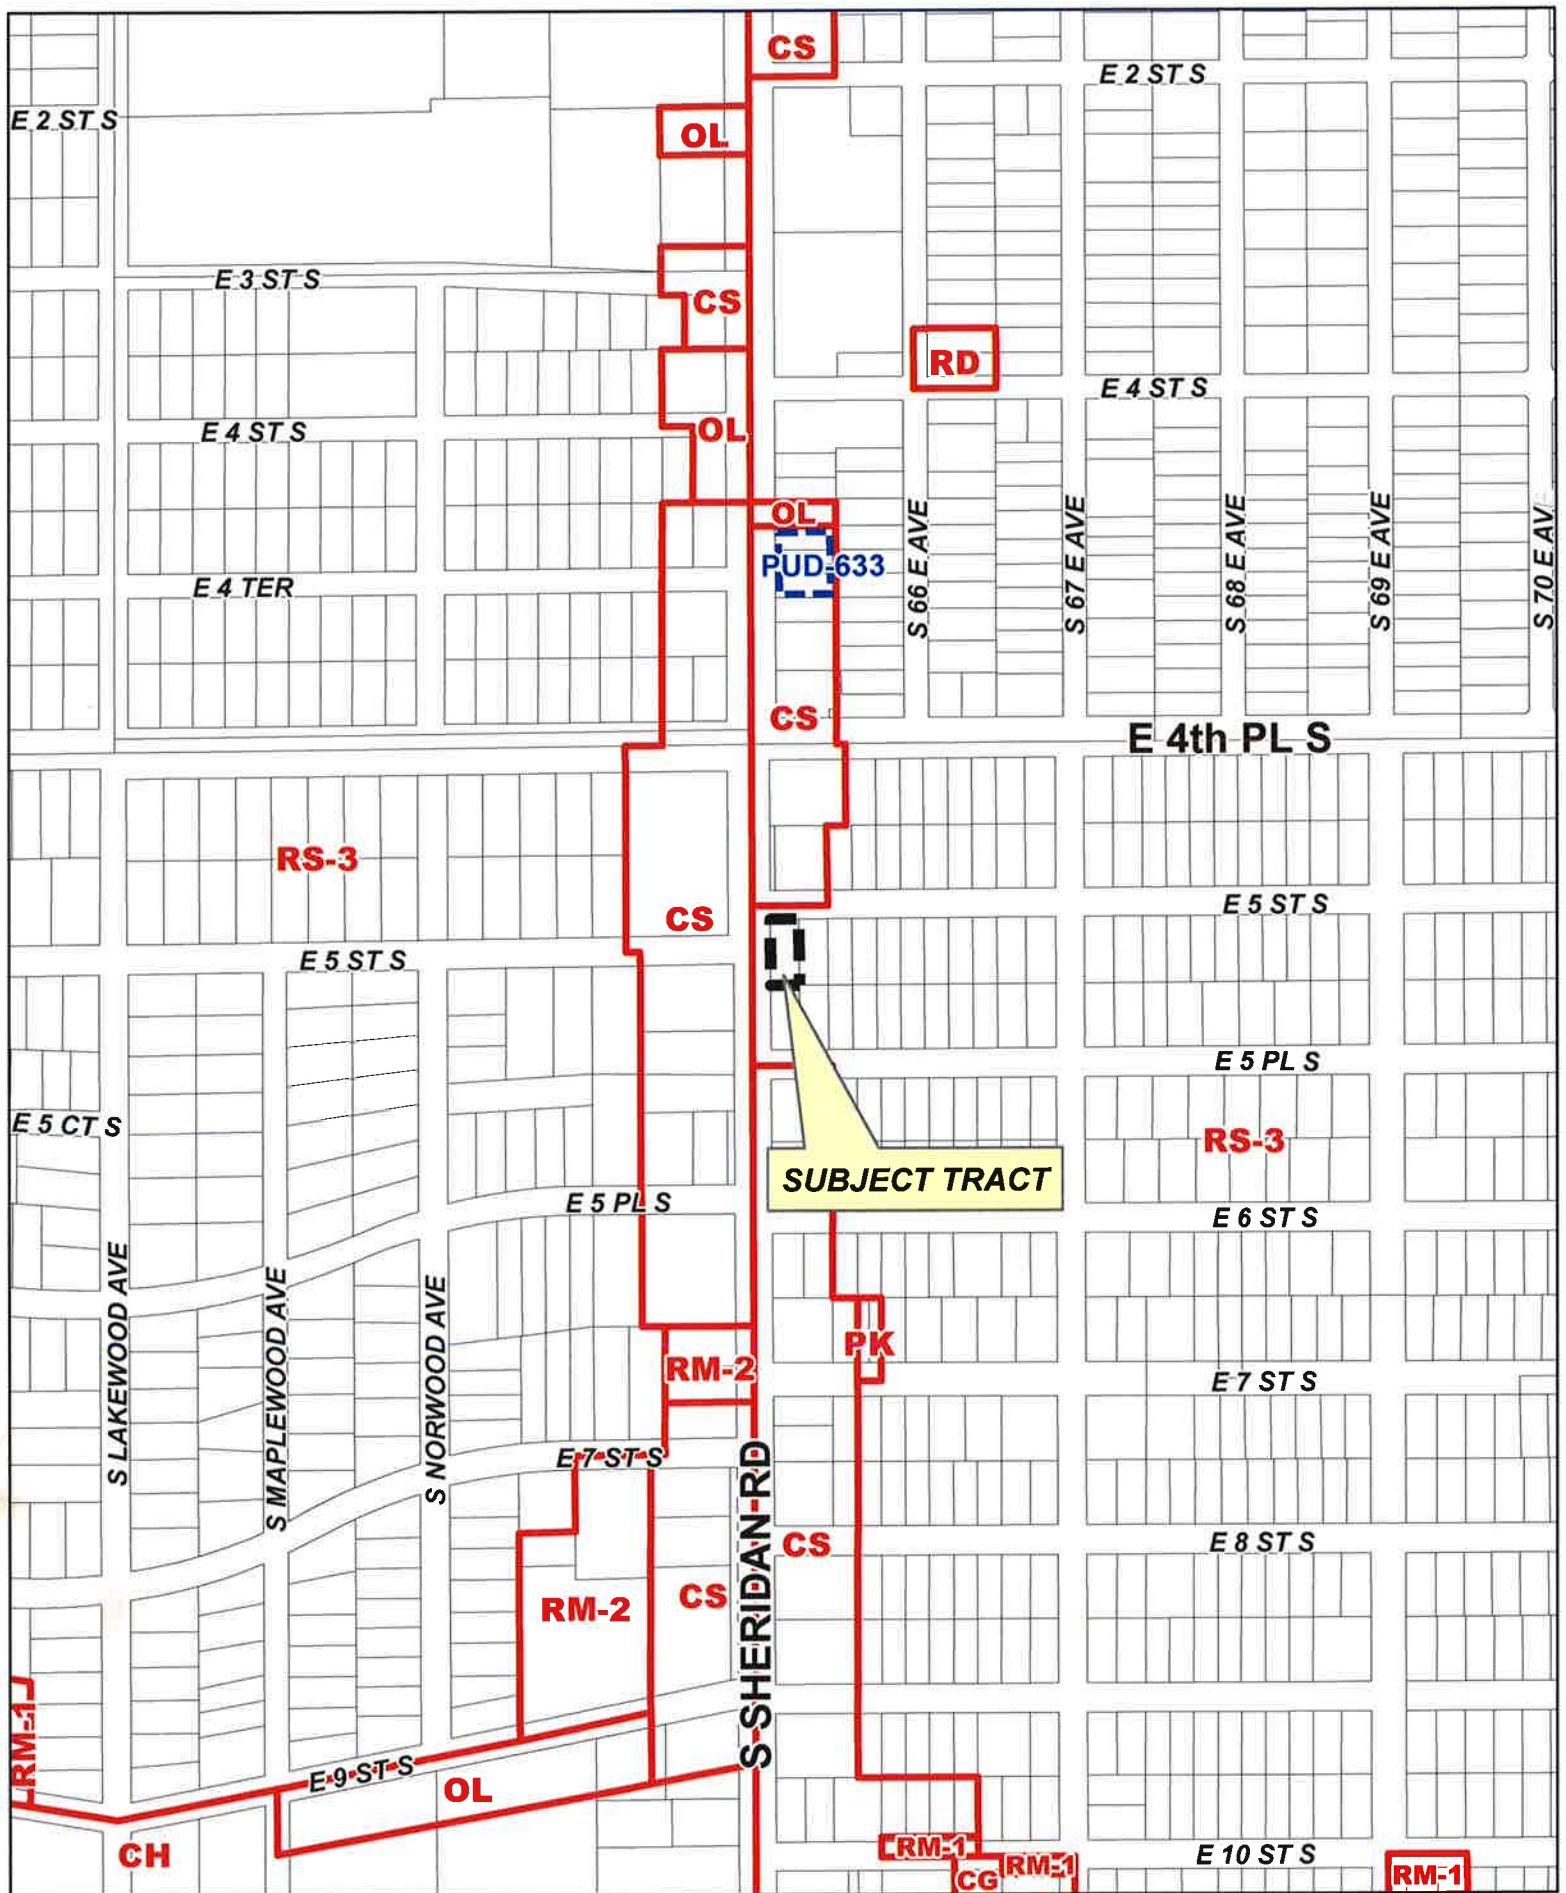 CS
E 2 ST S
E 2 ST S
OL
E 3 ST S
CS
RD
E 4 ST S
E 4 ST S
OL
OL
PUD-633
E 4 TER
S 66 E AVE
S 67 E AVE
S 68 E AVE
S 69 E AVE
S 70 E AV
CS
E 4th PL S
RS-3
CS
E 5 ST S
E 5 ST S
E 5 PL S
E 5 CT S
RS-3
SUBJECT TRACT
E 5 PL S
E 6 ST S
S LAKEWOOD AVE
S MAPLEWOOD AVE
S NORWOOD AVE
PK
RM-2
E 7 ST S
E 7 ST S
S SHERIDAN RD
CS
E 8 ST S
RM-2
CS
RM-1
E 9 ST S
OL
CH
RM-1
E 10 ST S
RM-1
CG
RM-1